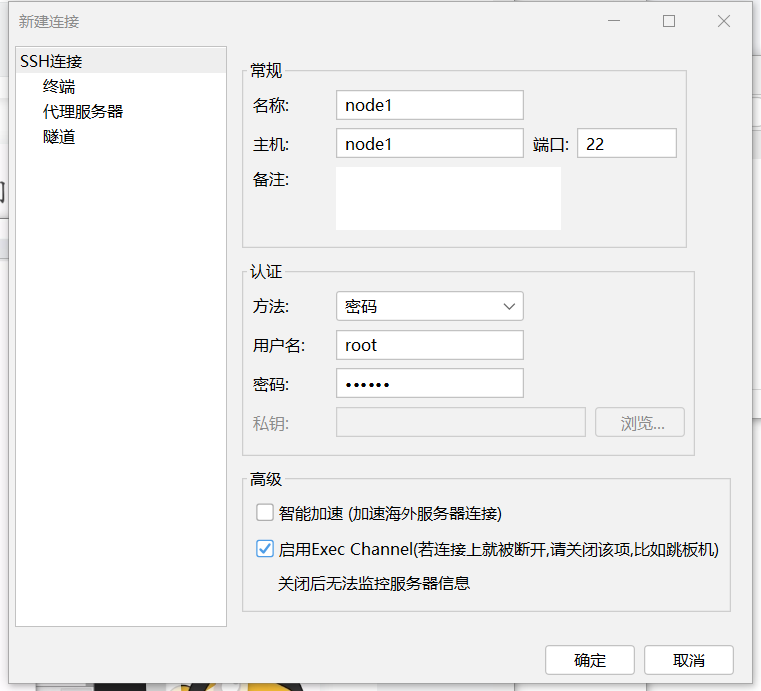 新建连接
SSH连接
终端
代理服务器
隧道
常规
名称: node1
主机: node1 端口: 22
备注:
认证
方法: 密码
用户名: root
密码: ••••••
私钥: 浏览...
高级
智能加速 (加速海外服务器连接)
启用Exec Channel(若连接上就被断开,请关闭该项,比如跳板机)
关闭后无法监控服务器信息
确定 取消